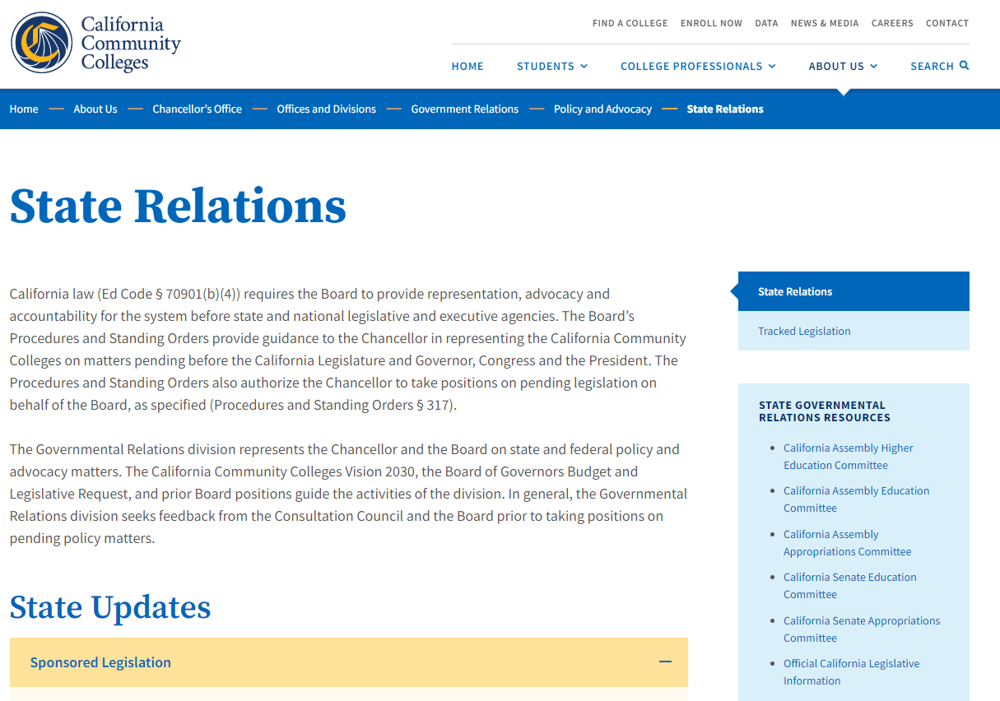 California
Community
Colleges
FIND A COLLEGE ENROLL NOW DATA NEWS & MEDIA CAREERS CONTACT
HOME STUDENTS COLLEGE PROFESSIONALS ABOUT US SEARCH
Home — About Us — Chancellor's Office — Offices and Divisions — Government Relations — Policy and Advocacy — State Relations
State Relations
California law (Ed Code § 70901(b)(4)) requires the Board to provide representation, advocacy and
accountability for the system before state and national legislative and executive agencies. The Board's
Procedures and Standing Orders provide guidance to the Chancellor in representing the California Community
Colleges on matters pending before the California Legislature and Governor, Congress and the President. The
Procedures and Standing Orders also authorize the Chancellor to take positions on pending legislation on
behalf of the Board, as specified (Procedures and Standing Orders § 317).
The Governmental Relations division represents the Chancellor and the Board on state and federal policy and
advocacy matters. The California Community Colleges Vision 2030, the Board of Governors Budget and
Legislative Request, and prior Board positions guide the activities of the division. In general, the Governmental
Relations division seeks feedback from the Consultation Council and the Board prior to taking positions on
pending policy matters.
State Updates
Sponsored Legislation
State Relations
Tracked Legislation
STATE GOVERNMENTAL
RELATIONS RESOURCES
• California Assembly Higher
Education Committee
• California Assembly Education
Committee
• California Assembly
Appropriations Committee
• California Senate Education
Committee
• California Senate Appropriations
Committee
• Official California Legislative
Information